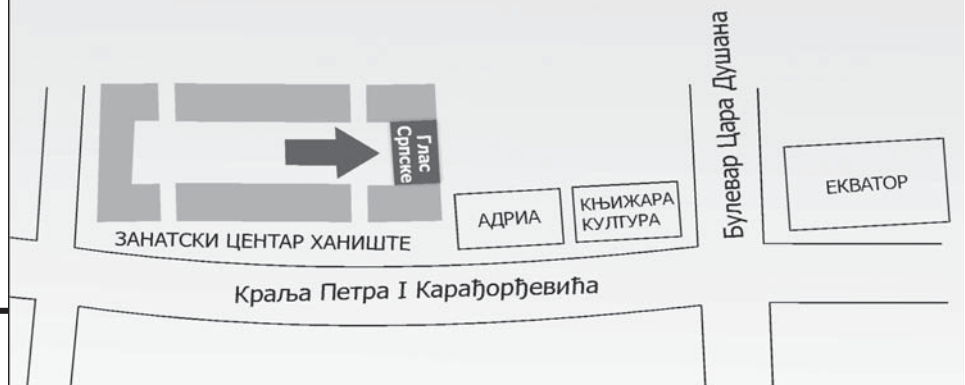 Булевар Цара Душана
Глас
Српске
ЕКВАТОР
АДРИА
КЊИЖАРА
КУЛТУРА
ЗАНАТСКИ ЦЕНТАР ХАНИШТЕ
Краља Петра I Карађорђевића